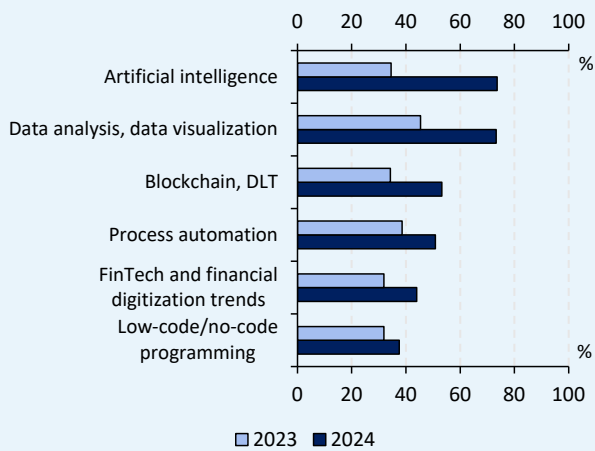 0 20 40 60 80 100
%
Artificial intelligence
Data analysis, data visualization
Blockchain, DLT
Process automation
FinTech and financial
digitization trends
Low-code/no-code
programming
%
0 20 40 60 80 100
2023 2024